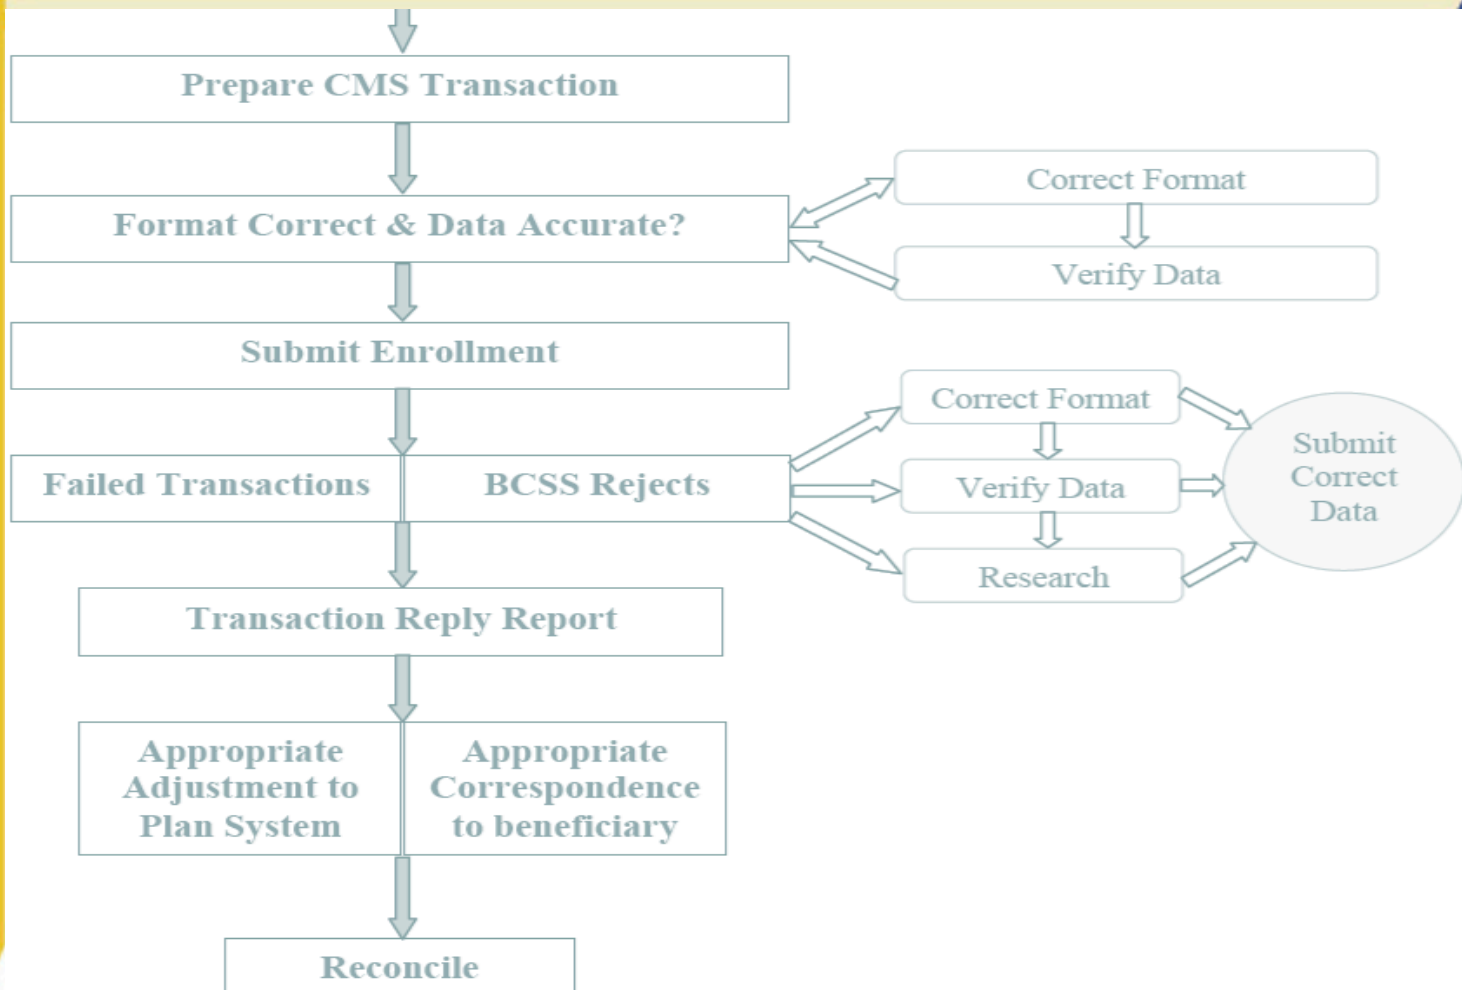 Prepare CMS Transaction
Correct Format
Format Correct & Data Accurate?
Verify Data
Submit Enrollment
Correct Format
Submit
Correct
Data
Failed Transactions
BCSS Rejects
Verify Data
Research
Transaction Reply Report
Appropriate
Adjustment to
Plan System
Appropriate
Correspondence
to beneficiary
Reconcile